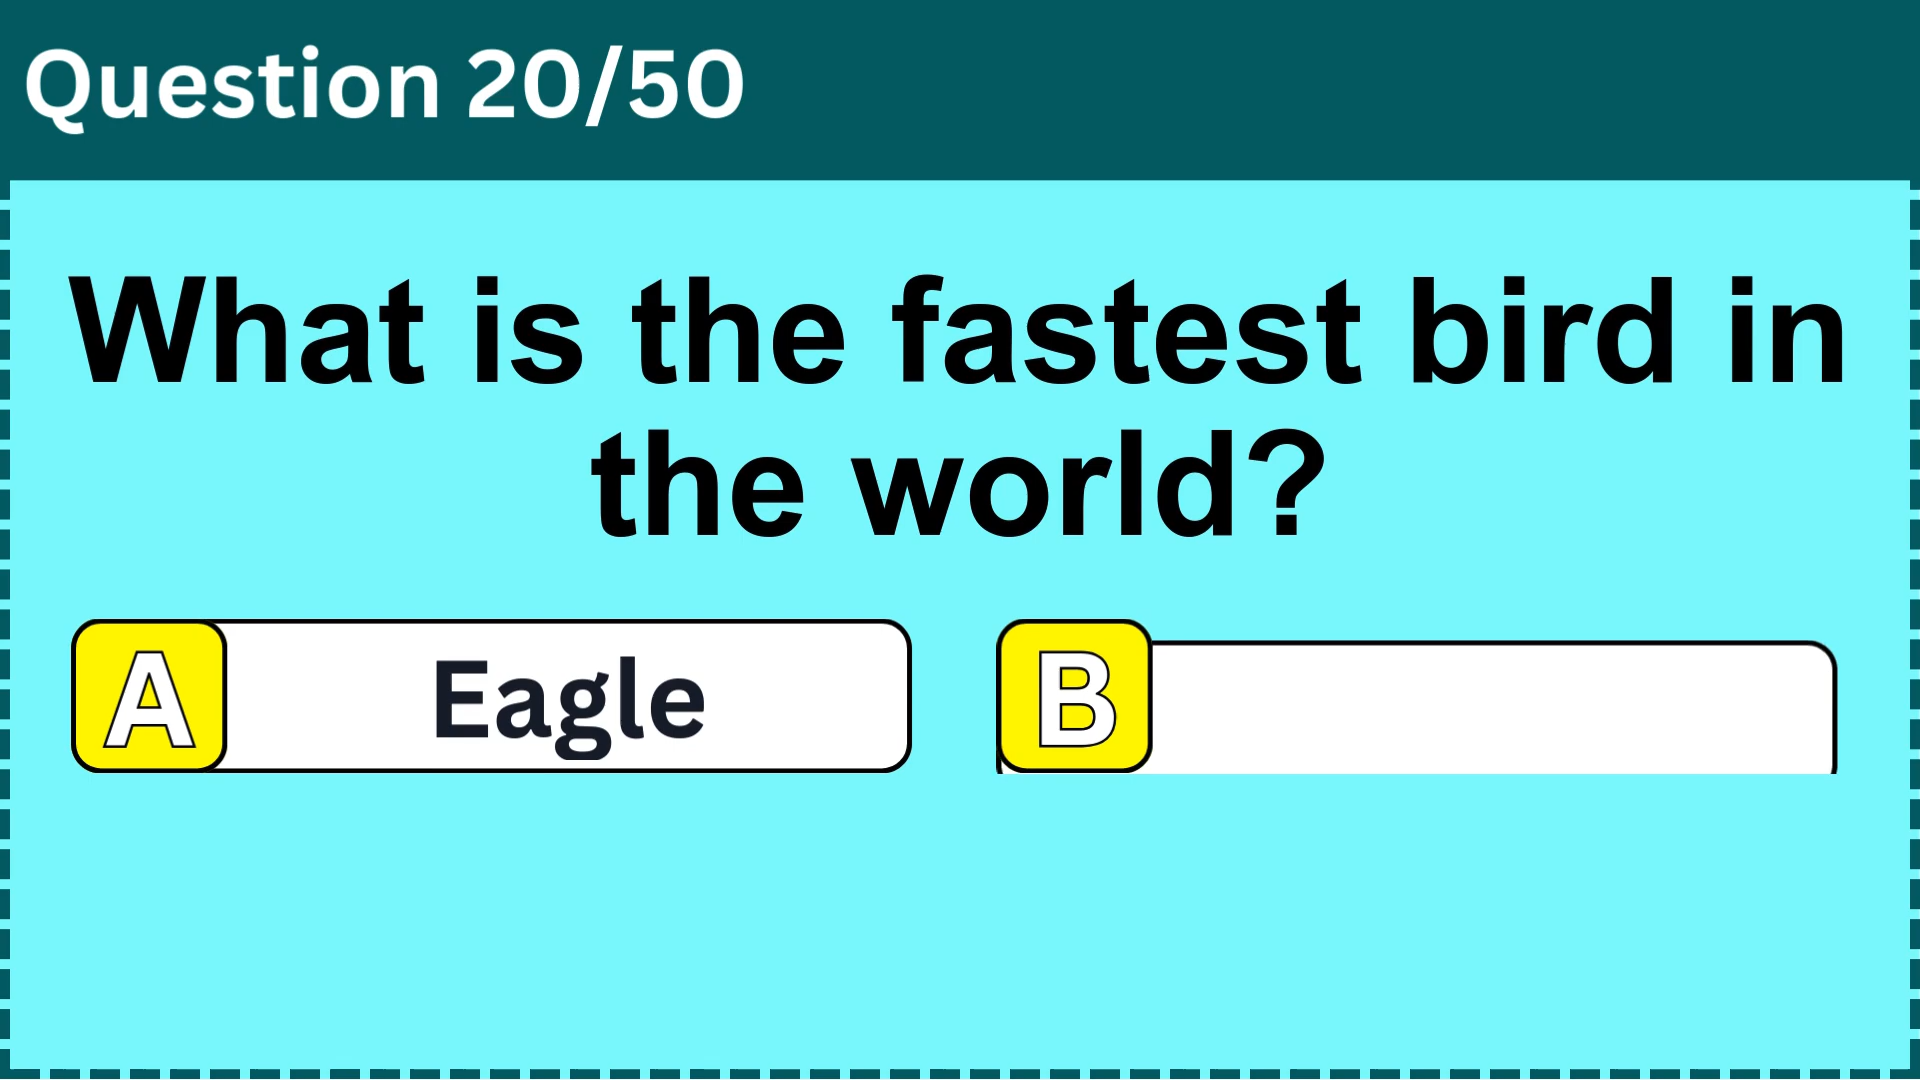 Question 20/50
What is the fastest bird in
the world?
A Eagle
B